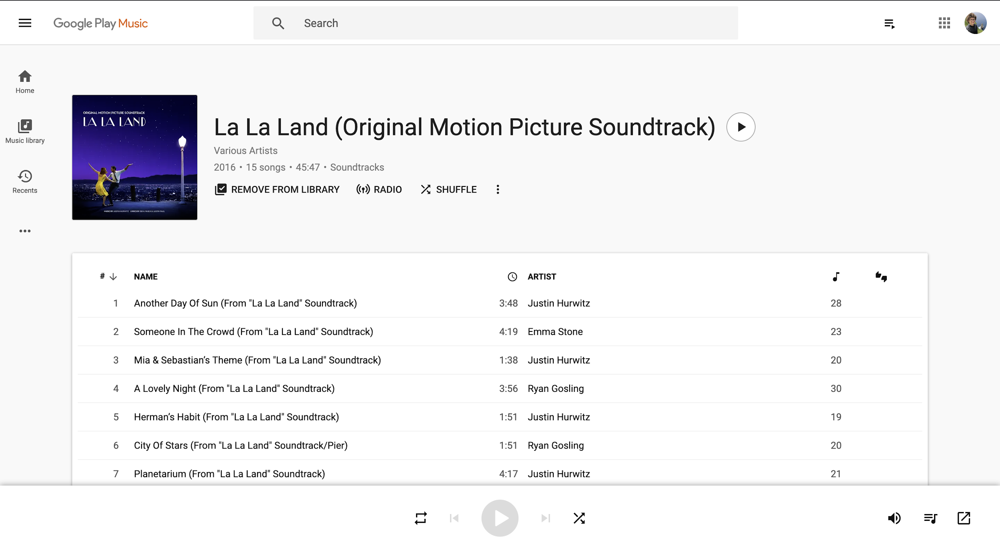 Google Play Music
Search
Home
Music library
Recents
ORIGINAL MOTION PICTURE SOUNDTRACK
LA LA LAND
MUSIC BY JUSTIN HURWITZ LYRICS BY BENJ PASEK & JUSTIN PAUL
La La Land (Original Motion Picture Soundtrack)
Various Artists
2016 • 15 songs • 45:47 • Soundtracks
REMOVE FROM LIBRARY RADIO SHUFFLE
# NAME ARTIST
1 Another Day Of Sun (From "La La Land" Soundtrack) 3:48 Justin Hurwitz 28
2 Someone In The Crowd (From "La La Land" Soundtrack) 4:19 Emma Stone 23
3 Mia & Sebastian’s Theme (From "La La Land" Soundtrack) 1:38 Justin Hurwitz 20
4 A Lovely Night (From "La La Land" Soundtrack) 3:56 Ryan Gosling 30
5 Herman’s Habit (From "La La Land" Soundtrack) 1:51 Justin Hurwitz 19
6 City Of Stars (From "La La Land" Soundtrack/Pier) 1:51 Ryan Gosling 20
7 Planetarium (From "La La Land" Soundtrack) 4:17 Justin Hurwitz 21